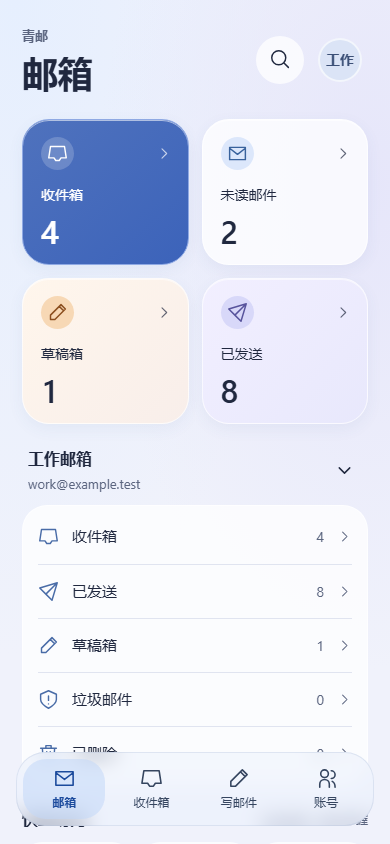 青邮
邮箱
工作
收件箱
4
未读邮件
2
草稿箱
1
已发送
8
工作邮箱
work@example.test
收件箱 4
已发送 8
草稿箱 1
垃圾邮件 0
已删除
邮箱
收件箱
写邮件
账号